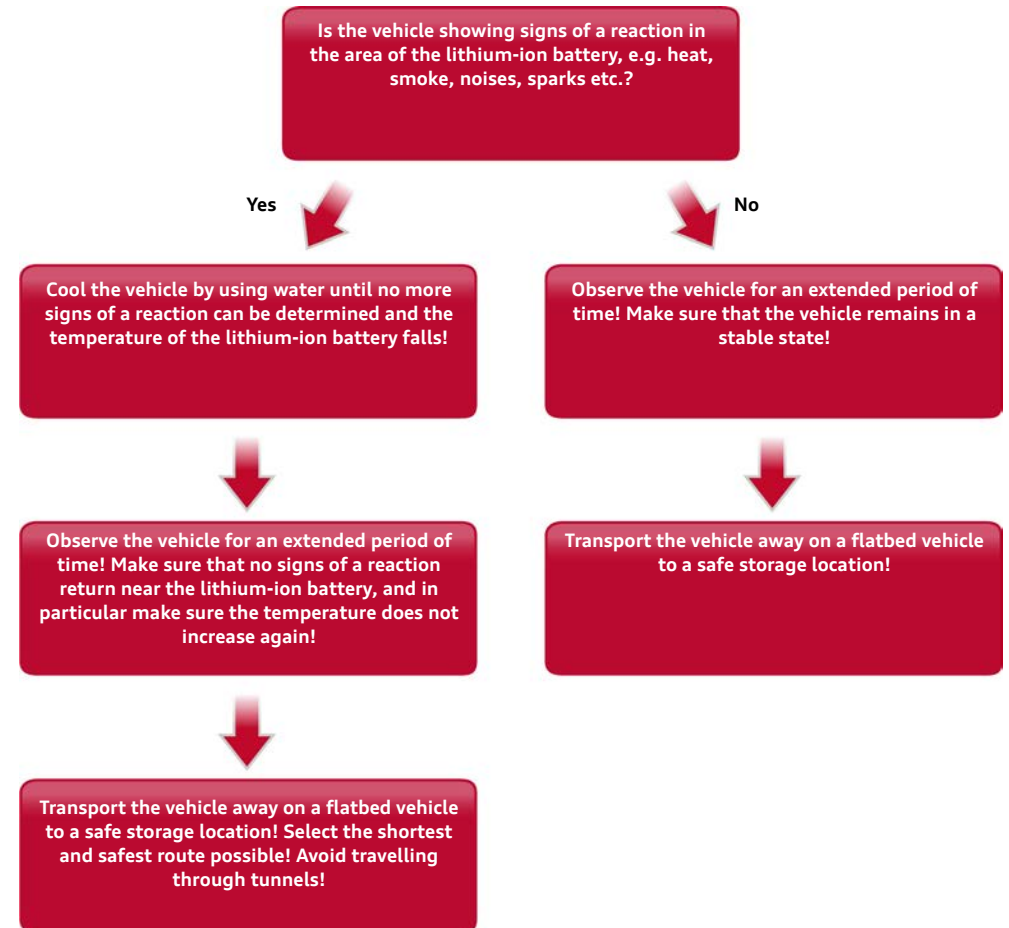 Is the vehicle showing signs of a reaction in
the area of the lithium-ion battery, e.g. heat,
smoke, noises, sparks etc.?
Yes
No
Cool the vehicle by using water until no more
signs of a reaction can be determined and the
temperature of the lithium-ion battery falls!
Observe the vehicle for an extended period of
time! Make sure that the vehicle remains in a
stable state!
Observe the vehicle for an extended period of
time! Make sure that no signs of a reaction
return near the lithium-ion battery, and in
particular make sure the temperature does not
increase again!
Transport the vehicle away on a flatbed vehicle
to a safe storage location!
Transport the vehicle away on a flatbed vehicle
to a safe storage location! Select the shortest
and safest route possible! Avoid travelling
through tunnels!